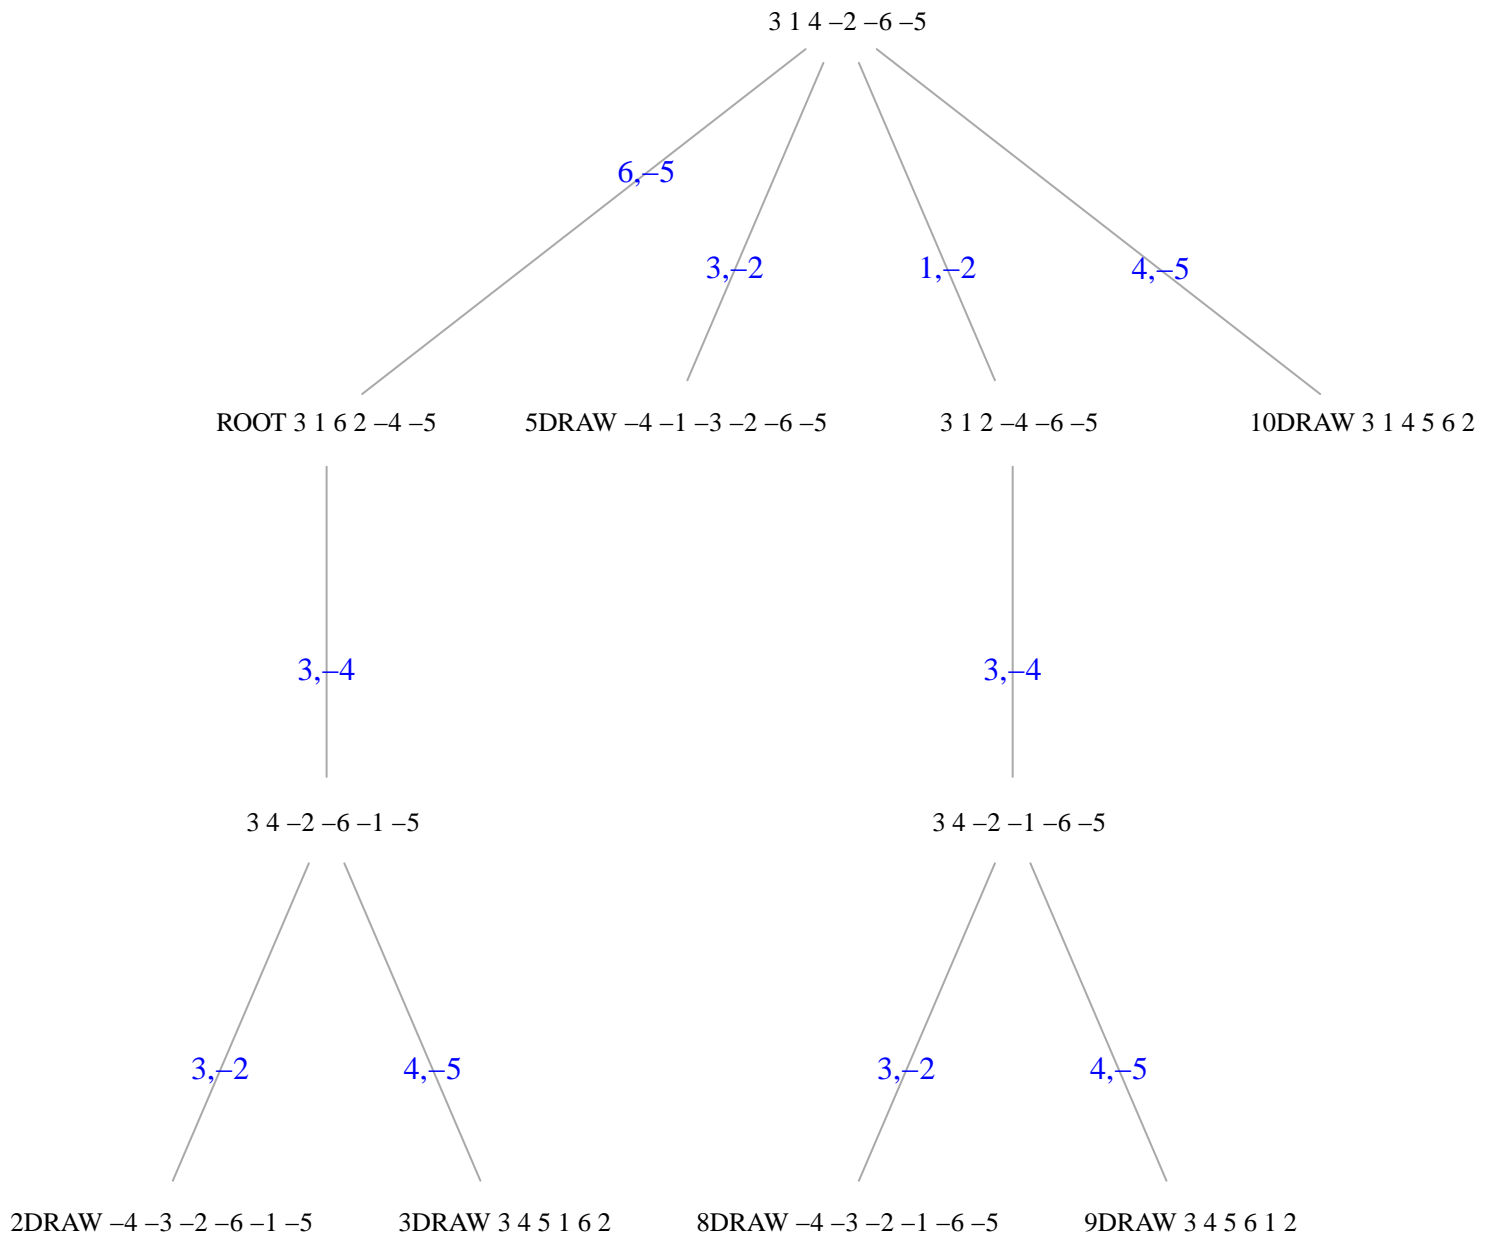 3 1 4 –2 –6 –5
6,–5
3,–2
1,–2
4,–5
ROOT 3 1 6 2 –4 –5
5DRAW –4 –1 –3 –2 –6 –5
3 1 2 –4 –6 –5
10DRAW 3 1 4 5 6 2
3,–4
3,–4
3 4 –2 –6 –1 –5
3 4 –2 –1 –6 –5
3,–2
4,–5
3,–2
4,–5
2DRAW –4 –3 –2 –6 –1 –5
3DRAW 3 4 5 1 6 2
8DRAW –4 –3 –2 –1 –6 –5
9DRAW 3 4 5 6 1 2